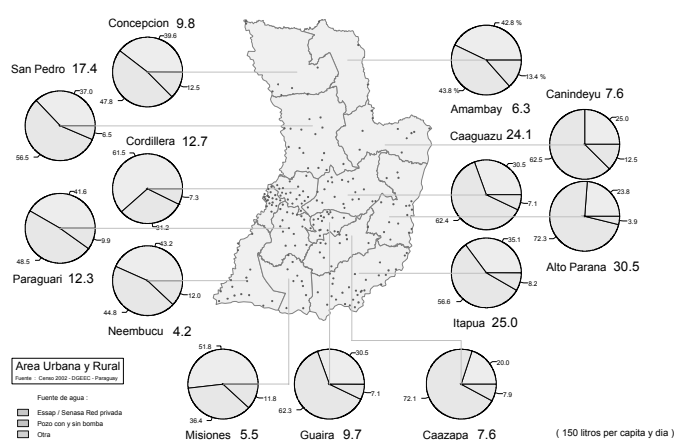 Concepcion 9.8
39.6
12.5
47.8
San Pedro 17.4
37.0
6.5
56.5
Cordillera 12.7
61.5
7.3
31.2
41.6
9.9
48.5
Paraguari 12.3
43.2
12.0
44.8
Neembucu 4.2
42.8 %
13.4 %
43.8 %
Amambay 6.3
Canindeyu 7.6
25.0
12.5
62.5
Caaguazu 24.1
30.5
7.1
62.4
23.8
3.9
72.3
Alto Parana 30.5
35.1
8.2
56.6
Itapua 25.0
51.8
11.8
36.4
Misiones 5.5
30.5
7.1
62.3
Guaira 9.7
20.0
7.9
72.1
Caazapa 7.6
Area Urbana y Rural
Fuente : Censo 2002 - DGEEC - Paraguay
Fuente de agua :
Essap / Senasa Red privada
Pozo con y sin bomba
Otra
( 150 litros per capita y dia )